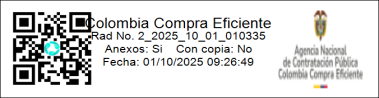 Colombia Compra Eficiente
Rad No. 2_2025_10_01_010335
Anexos: Si Con copia: No
Fecha: 01/10/2025 09:26:49
Agencia Nacional
de Contratación Pública
Colombia Compra Eficiente